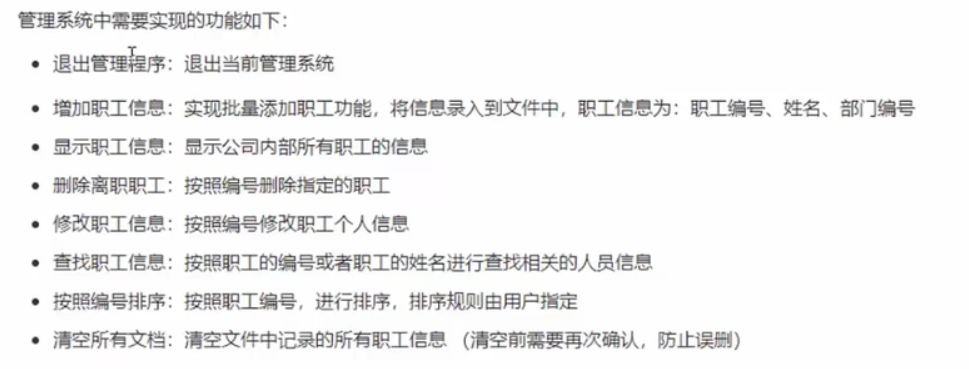 管理系统中需要实现的功能如下：
• 退出管理程序：退出当前管理系统
• 增加职工信息：实现批量添加职工功能，将信息录入到文件中，职工信息为：职工编号、姓名、部门编号
• 显示职工信息：显示公司内部所有职工的信息
• 删除离职职工：按照编号删除指定的职工
• 修改职工信息：按照编号修改职工个人信息
• 查找职工信息：按照职工的编号或者职工的姓名进行查找相关的人员信息
• 按照编号排序：按照职工编号，进行排序，排序规则由用户指定
• 清空所有文档：清空文件中记录的所有职工信息 （清空前需要再次确认，防止误删）